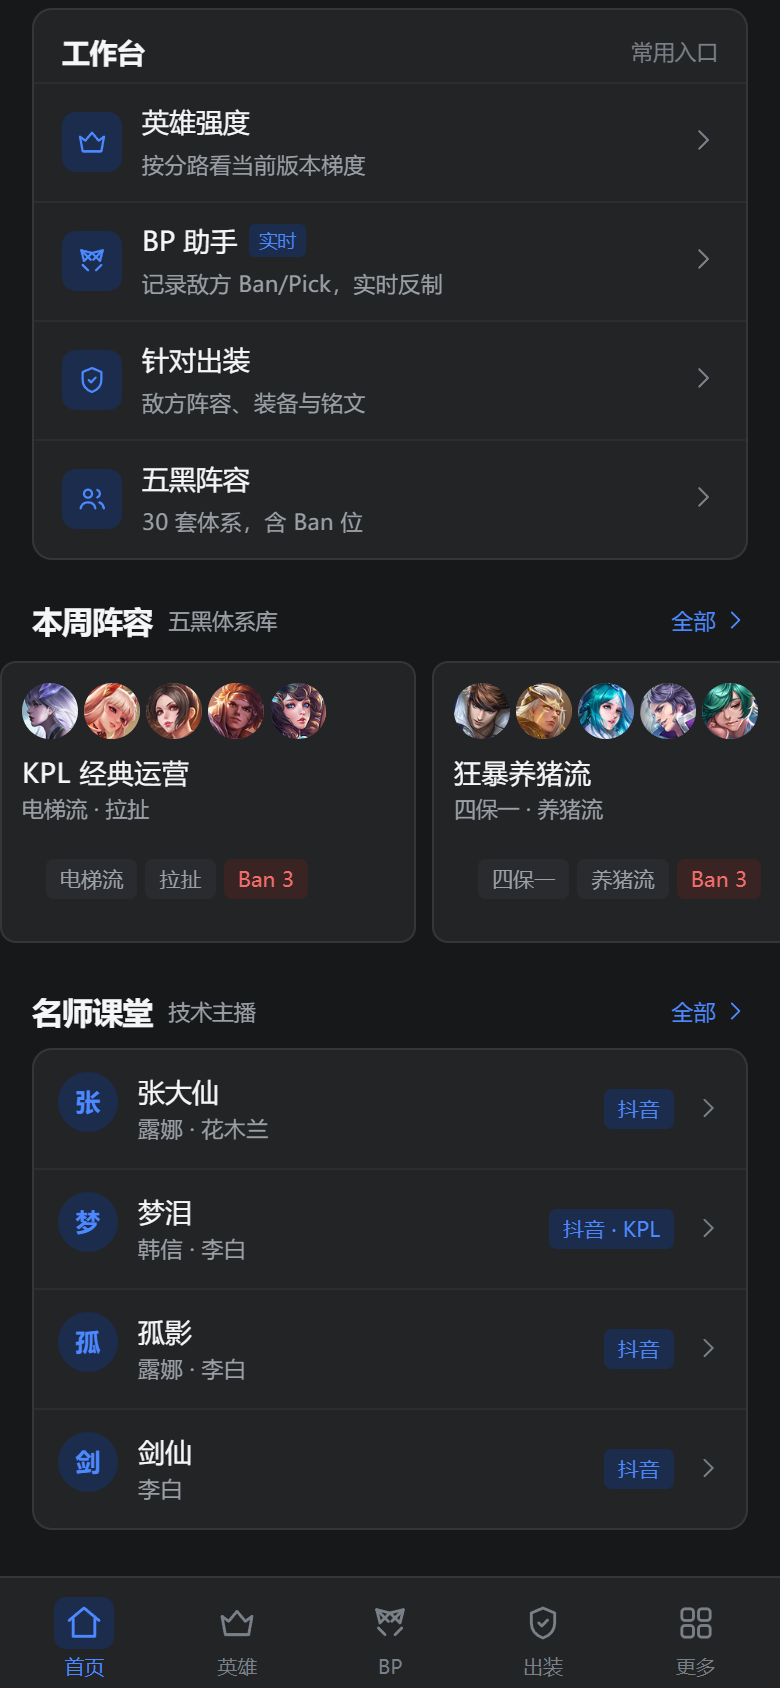 工作台 常用入口
英雄强度
按分路看当前版本梯度
BP 助手 实时
记录敌方 Ban/Pick，实时反制
针对出装
敌方阵容、装备与铭文
五黑阵容
30 套体系，含 Ban 位
本周阵容 五黑体系库 全部
KPL 经典运营
电梯流 · 拉扯
电梯流 拉扯 Ban 3
狂暴养猪流
四保一 · 养猪流
四保一 养猪流 Ban 3
名师课堂 技术主播 全部
张 张大仙 抖音
露娜 · 花木兰
梦 梦泪 抖音 · KPL
韩信 · 李白
孤 孤影 抖音
露娜 · 李白
剑 剑仙 抖音
李白
首页 英雄 BP 出装 更多